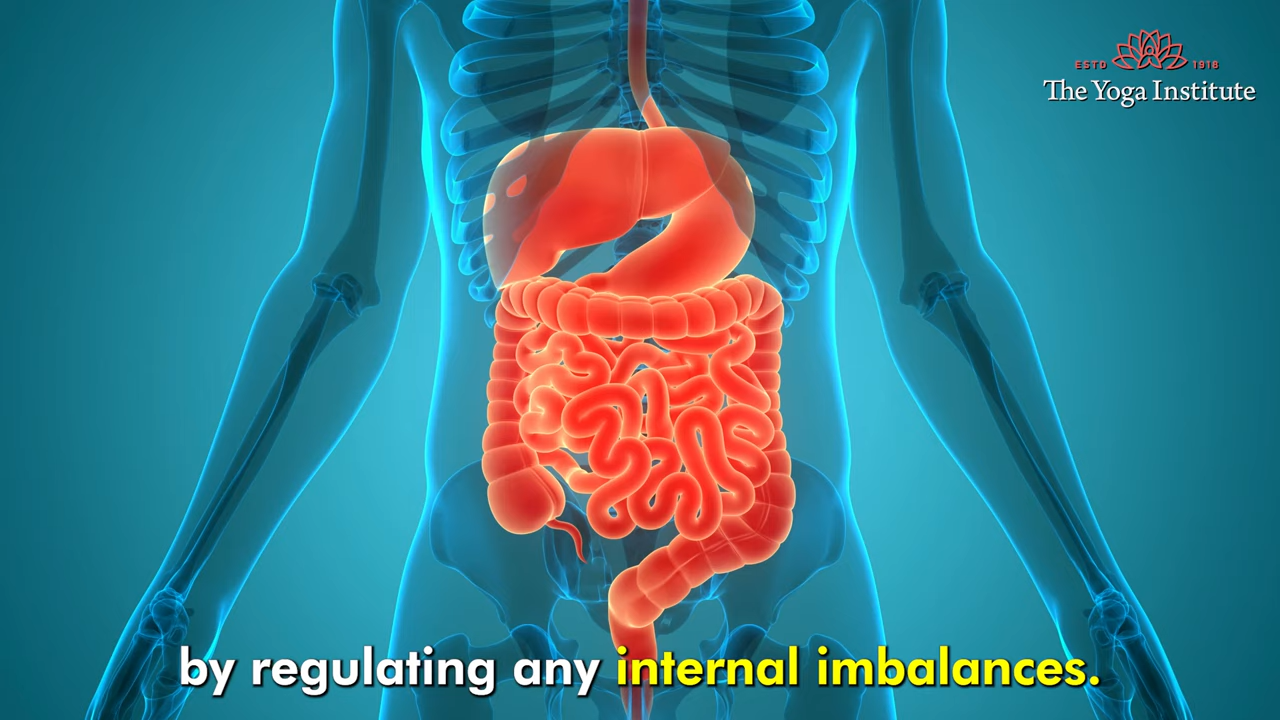 ESTD 1918
The Yoga Institute
by regulating any internal imbalances.